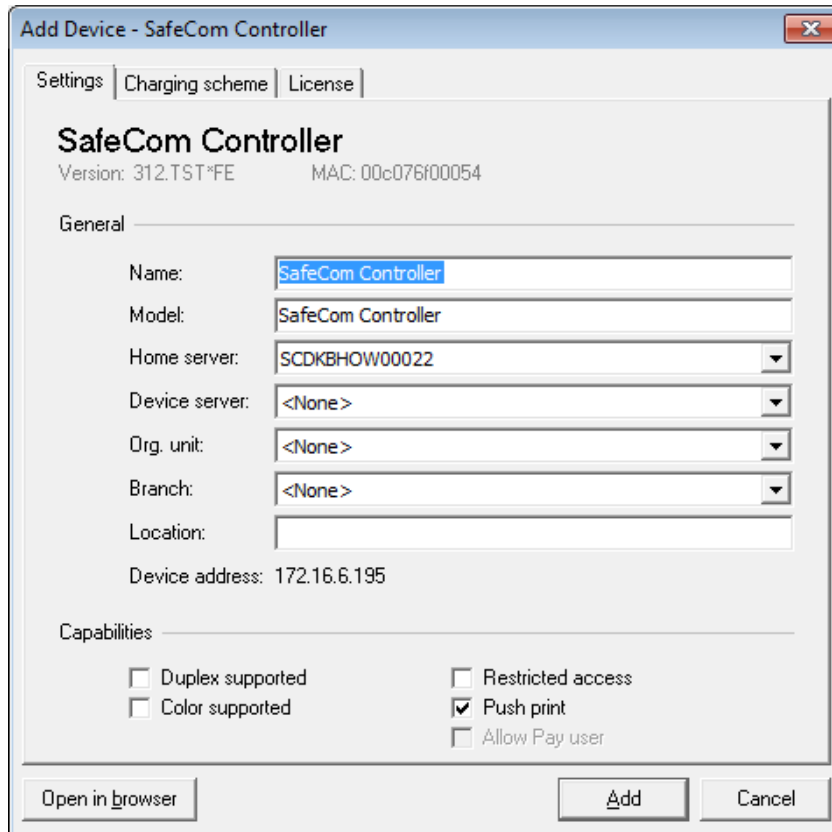 Add Device - SafeCom Controller
Settings Charging scheme License
SafeCom Controller
Version: 312.TST*FE MAC: 00c076f00054
General
Name: SafeCom Controller
Model: SafeCom Controller
Home server: SCDKBHOW00022
Device server: <None>
Org. unit: <None>
Branch: <None>
Location:
Device address: 172.16.6.195
Capabilities
Duplex supported Restricted access
Color supported Push print
Allow Pay user
Open in browser Add Cancel